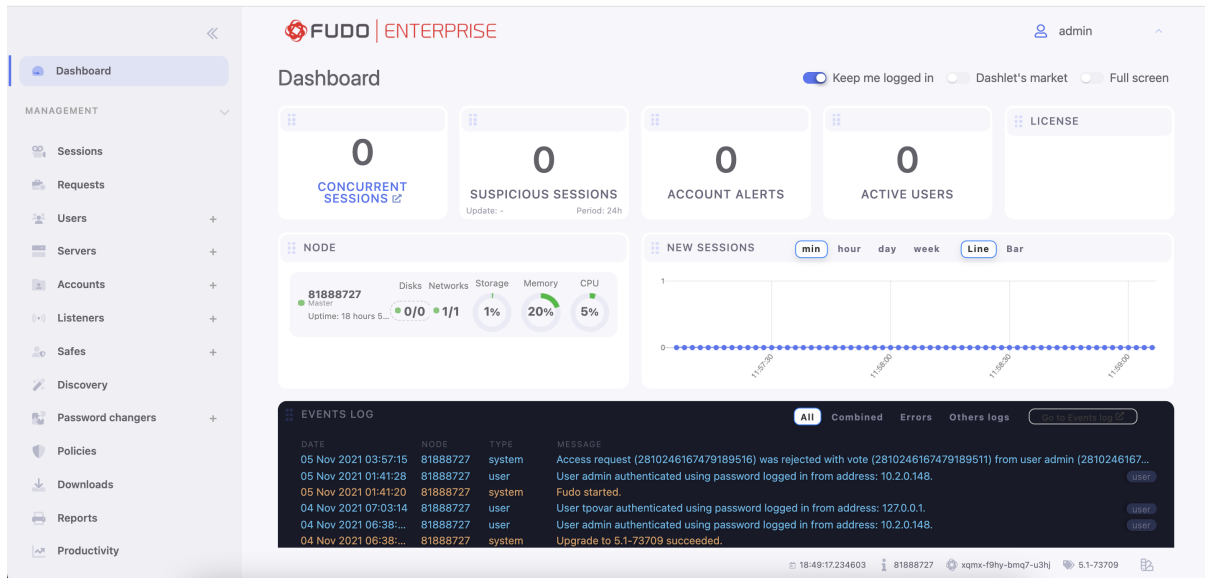 FUDO ENTERPRISE
admin
Dashboard
MANAGEMENT
Sessions
Requests
Users +
Servers +
Accounts +
Listeners +
Safes +
Discovery
Password changers +
Policies
Downloads
Reports
Productivity
Dashboard
Keep me logged in Dashlet's market Full screen
0
CONCURRENT
SESSIONS
0
SUSPICIOUS SESSIONS
Update: - Period: 24h
0
ACCOUNT ALERTS
0
ACTIVE USERS
LICENSE
NODE
81888727
Master
Uptime: 18 hours 5...
Disks Networks Storage Memory CPU
0/0 1/1 1% 20% 5%
NEW SESSIONS min hour day week Line Bar
1
0
11:57:30 11:58:00 11:58:30 11:59:00
EVENTS LOG All Combined Errors Others logs Go to Events log
DATE NODE TYPE MESSAGE
05 Nov 2021 03:57:15 81888727 system Access request (2810246167479189516) was rejected with vote (2810246167479189511) from user admin (281024616​7...
05 Nov 2021 01:41:28 81888727 user User admin authenticated using password logged in from address: 10.2.0.148. user
05 Nov 2021 01:41:20 81888727 system Fudo started.
04 Nov 2021 07:03:14 81888727 user User tpovar authenticated using password logged in from address: 127.0.0.1. user
04 Nov 2021 06:38:... 81888727 user User admin authenticated using password logged in from address: 10.2.0.148. user
04 Nov 2021 06:38:... 81888727 system Upgrade to 5.1-73709 succeeded.
18:49:17.234603 81888727 xqmx-f9hy-bmq7-u3hj 5.1-73709